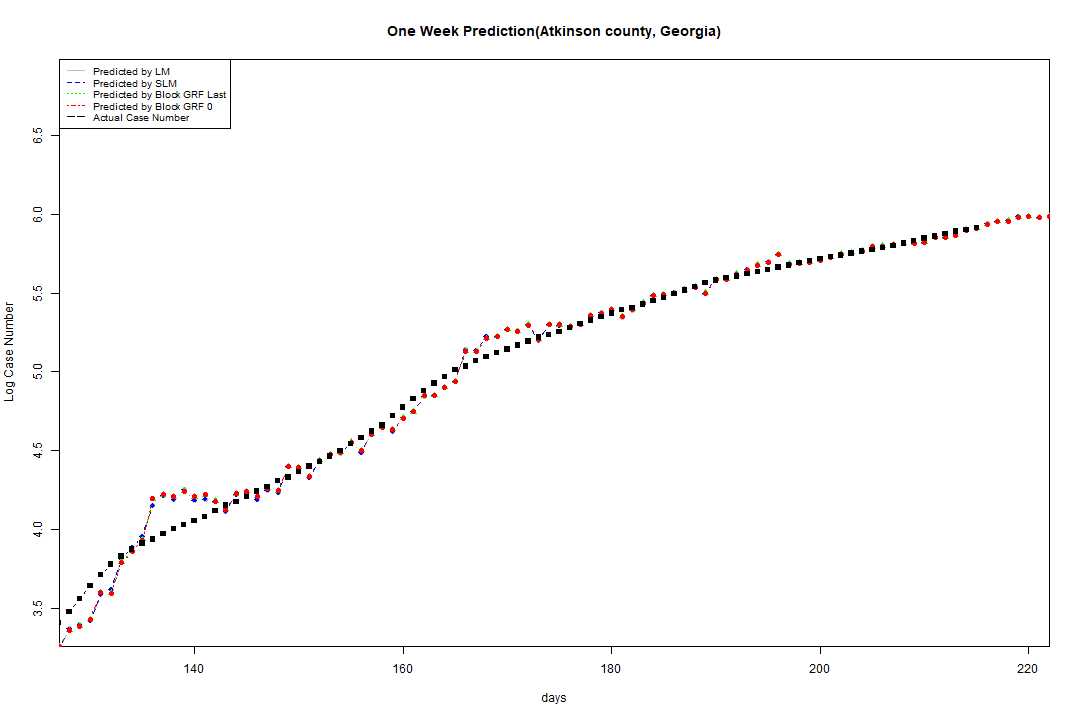 One Week Prediction(Atkinson county, Georgia)
Predicted by LM
Predicted by SLM
Predicted by Block GRF Last
Predicted by Block GRF 0
Actual Case Number
6.5
6.0
5.5
5.0
4.5
4.0
3.5
Log Case Number
140 160 180 200 220
days